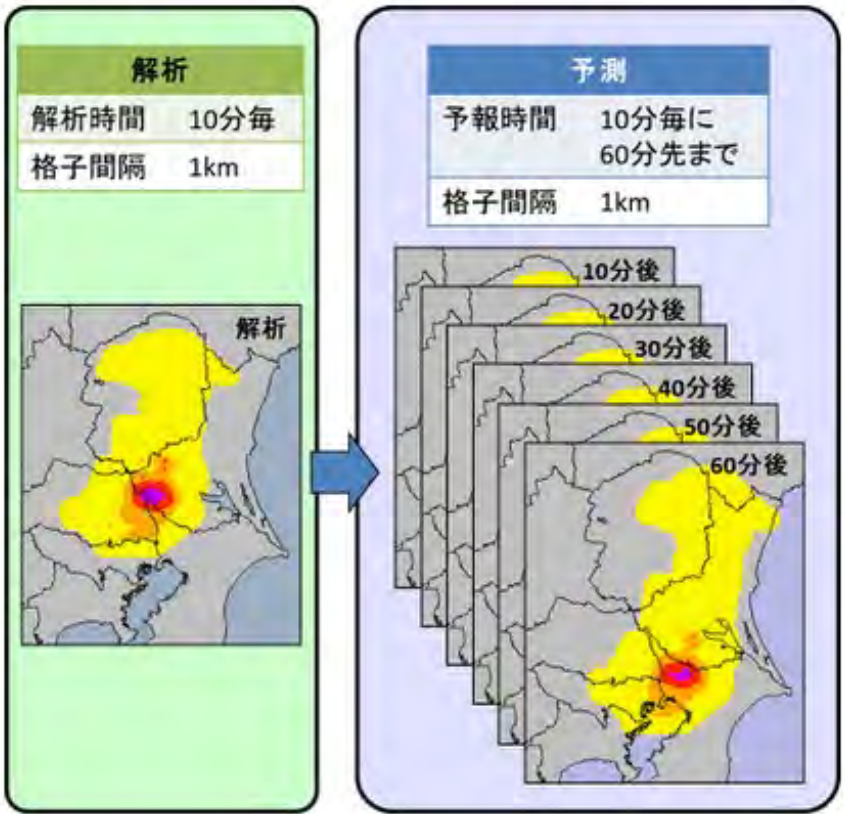 解析
解析時間 10分毎
格子間隔 1km
解析
予測
予報時間 10分毎に
60分先まで
格子間隔 1km
10分後
20分後
30分後
40分後
50分後
60分後